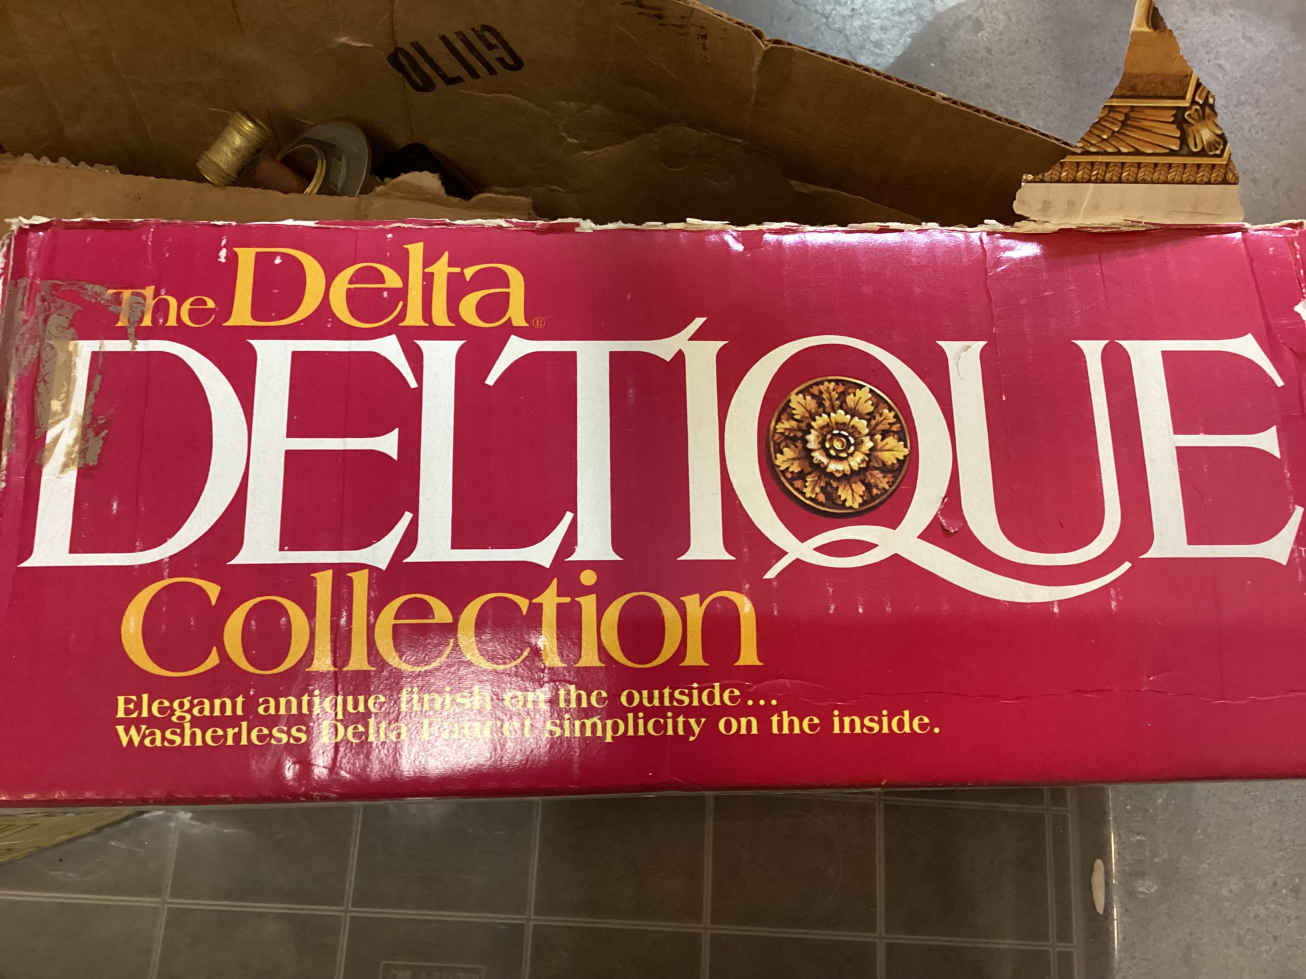 The Delta®
DELTIQUE
Collection
Elegant antique finish on the outside...
Washerless Delta Faucet simplicity on the inside.